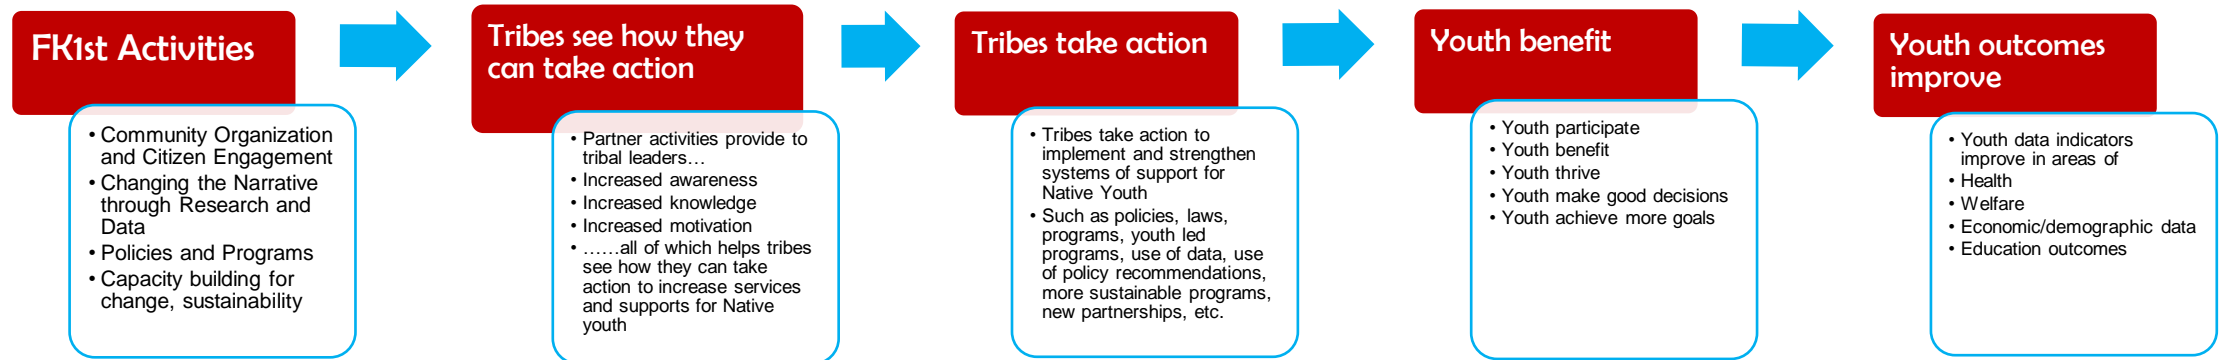 FK1st Activities
• Community Organization
and Citizen Engagement
• Changing the Narrative
through Research and
Data
• Policies and Programs
• Capacity building for
change, sustainability
Tribes see how they
can take action
• Partner activities provide to
tribal leaders…
• Increased awareness
• Increased knowledge
• Increased motivation
• ……all of which helps tribes
see how they can take
action to increase services
and supports for Native
youth
Tribes take action
• Tribes take action to
implement and strengthen
systems of support for
Native Youth
• Such as policies, laws,
programs, youth led
programs, use of data, use
of policy recommendations,
more sustainable programs,
new partnerships, etc.
Youth benefit
• Youth participate
• Youth benefit
• Youth thrive
• Youth make good decisions
• Youth achieve more goals
Youth outcomes
improve
• Youth data indicators
improve in areas of
• Health
• Welfare
• Economic/demographic data
• Education outcomes